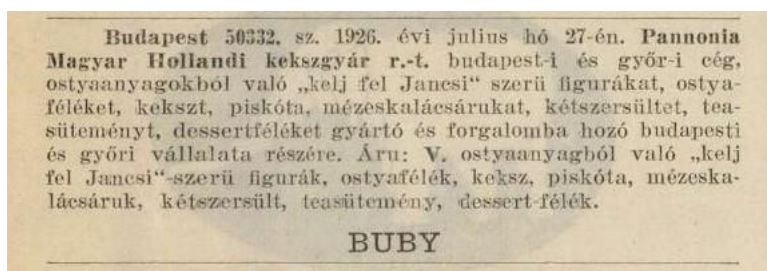 Budapest 50332. sz. 1926. évi julius hó 27-én. Pannonia
Magyar Hollandi kekszgyár r.-t. budapest-i és győr-i cég,
ostyaanyagokból való „kelj fel Jancsi“ szerü figurákat, ostya-
féléket, kekszt, piskóta, mézeskalácsárukat, kétszersültet, tea-
süteményt, dessertféléket gyártó és forgalomba hozó budapesti
és győri vállalata részére. Áru: V. ostyaanyagból való „kelj
fel Jancsi“-szerü figurák, ostyafélék, keksz, piskóta, mézeska-
lácsáruk, kétszersült, teasütemény, dessert-félék.
BUBY